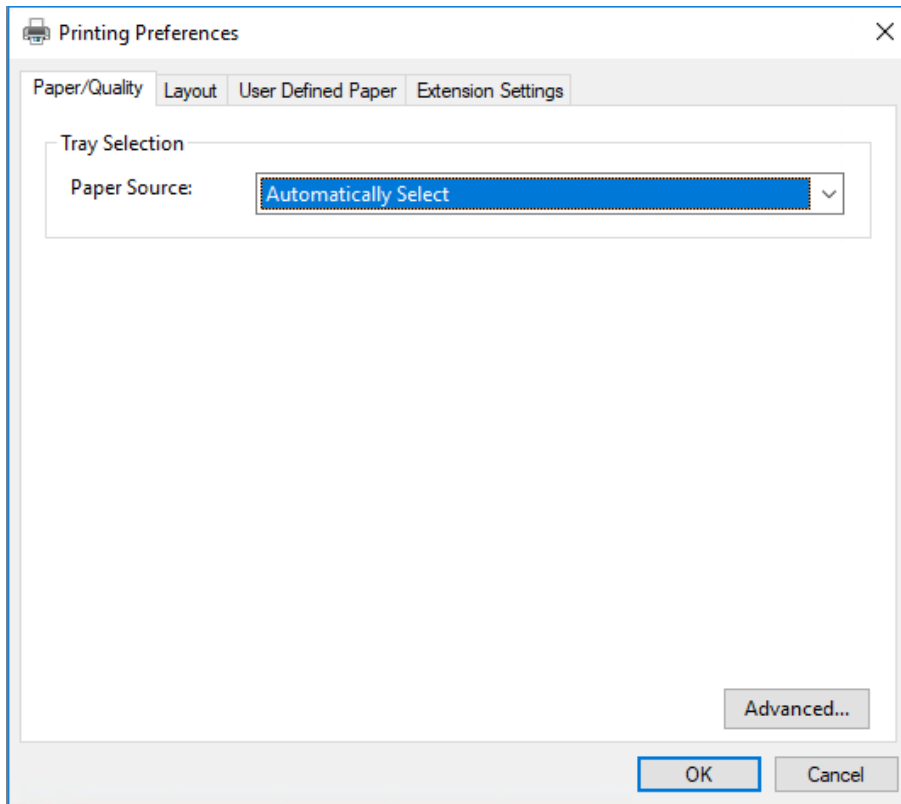 Printing Preferences
Paper/Quality Layout User Defined Paper Extension Settings
Tray Selection
Paper Source: Automatically Select
Advanced...
OK Cancel